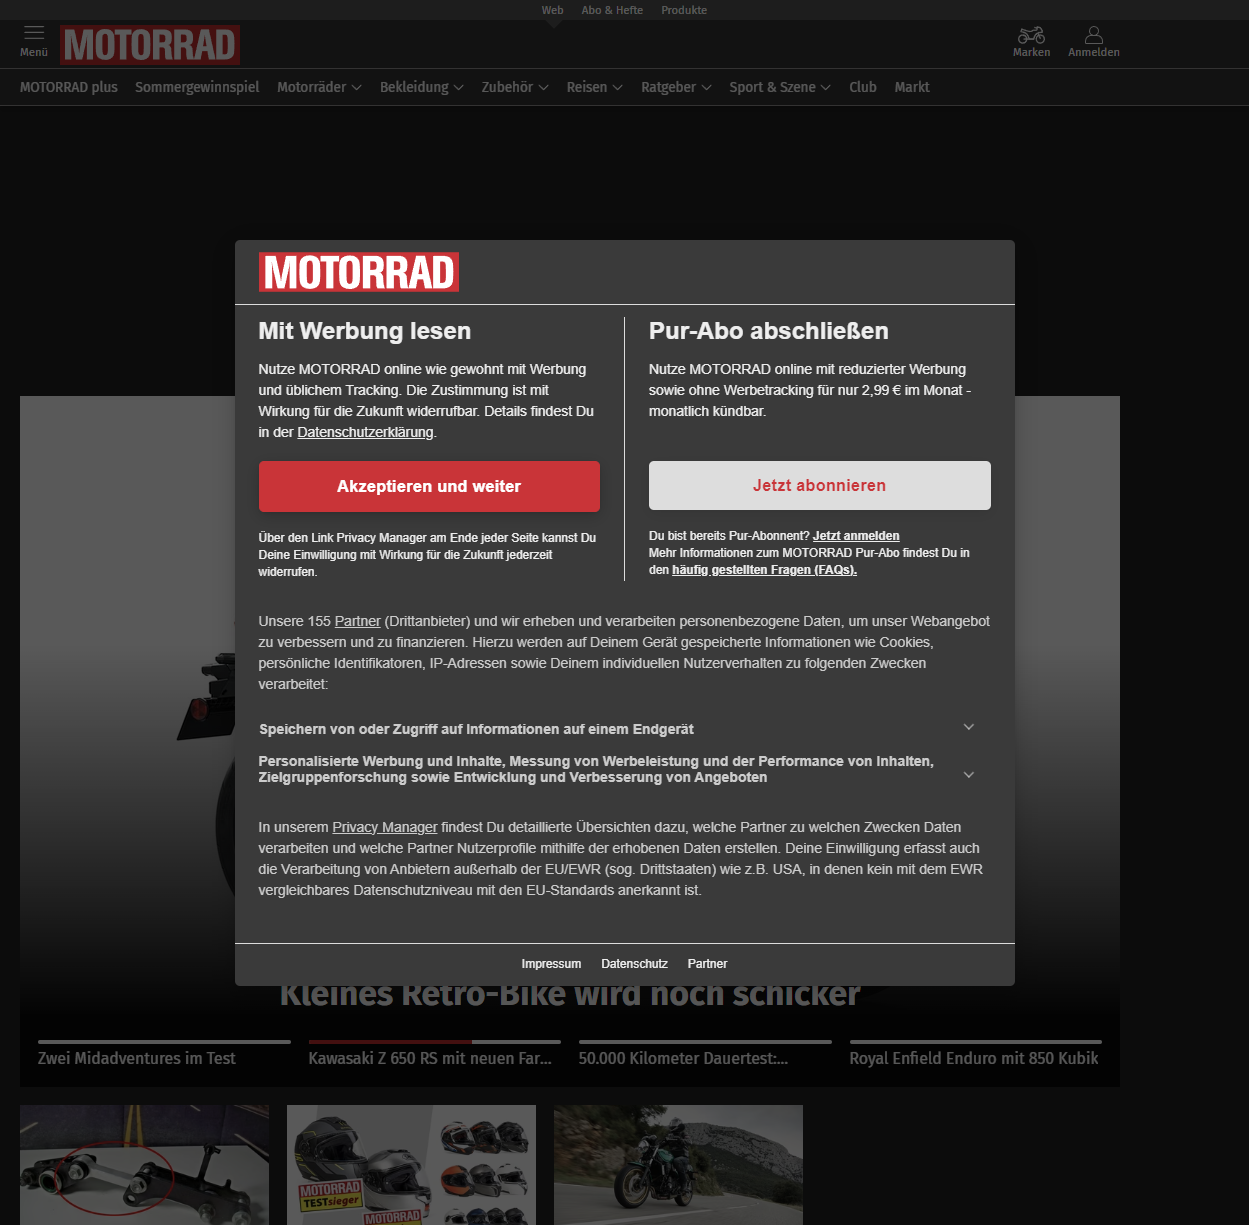 Web Abo & Hefte Produkte
Menü
MOTORRAD
Marken
Anmelden
MOTORRAD plus Sommergewinnspiel Motorräder Bekleidung Zubehör Reisen Ratgeber Sport & Szene Club Markt
MOTORRAD
Mit Werbung lesen
Nutze MOTORRAD online wie gewohnt mit Werbung
und üblichem Tracking. Die Zustimmung ist mit
Wirkung für die Zukunft widerrufbar. Details findest Du
in der Datenschutzerklärung.
Akzeptieren und weiter
Über den Link Privacy Manager am Ende jeder Seite kannst Du
Deine Einwilligung mit Wirkung für die Zukunft jederzeit
widerrufen.
Pur-Abo abschließen
Nutze MOTORRAD online mit reduzierter Werbung
sowie ohne Werbetracking für nur 2,99 € im Monat -
monatlich kündbar.
Jetzt abonnieren
Du bist bereits Pur-Abonnent? Jetzt anmelden
Mehr Informationen zum MOTORRAD Pur-Abo findest Du in
den häufig gestellten Fragen (FAQs).
Unsere 155 Partner (Drittanbieter) und wir erheben und verarbeiten personenbezogene Daten, um unser Webangebot
zu verbessern und zu finanzieren. Hierzu werden auf Deinem Gerät gespeicherte Informationen wie Cookies,
persönliche Identifikatoren, IP-Adressen sowie Deinem individuellen Nutzerverhalten zu folgenden Zwecken
verarbeitet:
Speichern von oder Zugriff auf Informationen auf einem Endgerät
Personalisierte Werbung und Inhalte, Messung von Werbeleistung und der Performance von Inhalten,
Zielgruppenforschung sowie Entwicklung und Verbesserung von Angeboten
In unserem Privacy Manager findest Du detaillierte Übersichten dazu, welche Partner zu welchen Zwecken Daten
verarbeiten und welche Partner Nutzerprofile mithilfe der erhobenen Daten erstellen. Deine Einwilligung erfasst auch
die Verarbeitung von Anbietern außerhalb der EU/EWR (sog. Drittstaaten) wie z.B. USA, in denen kein mit dem EWR
vergleichbares Datenschutzniveau mit den EU-Standards anerkannt ist.
Impressum Datenschutz Partner
Kleines Retro-Bike wird noch schicker
Zwei Midadventures im Test
Kawasaki Z 650 RS mit neuen Far...
50.000 Kilometer Dauertest:...
Royal Enfield Enduro mit 850 Kubik
MOTORRAD
TESTsieger
MOTORRAD